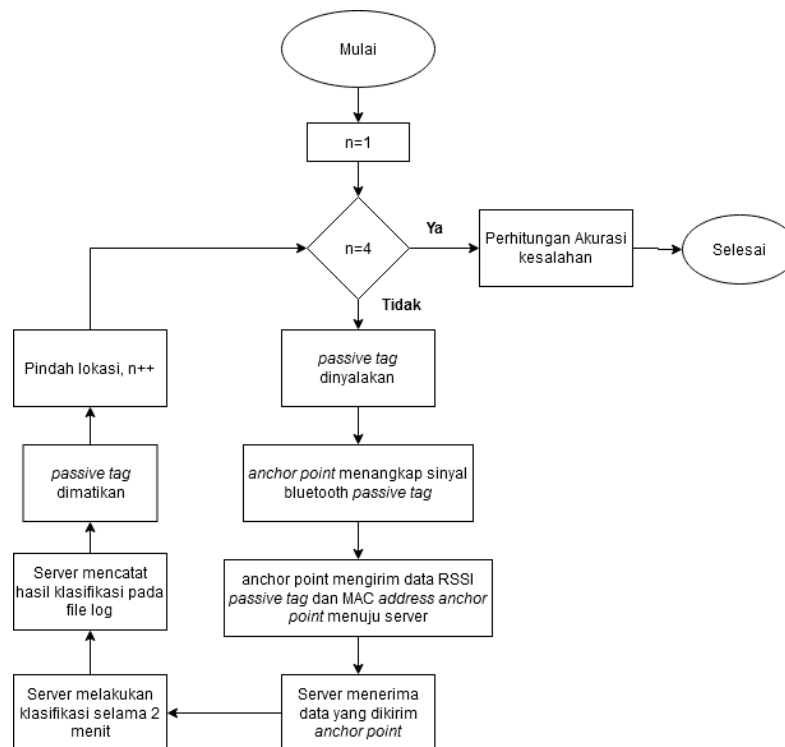 Mulai
n=1
n=4
Ya
Perhitungan Akurasi
kesalahan
Selesai
Tidak
passive tag
dinyalakan
anchor point menangkap sinyal
bluetooth passive tag
anchor point mengirim data RSSI
passive tag dan MAC address anchor
point menuju server
Server menerima
data yang dikirim
anchor point
Server melakukan
klasifikasi selama 2
menit
Server mencatat
hasil klasifikasi pada
file log
passive tag
dimatikan
Pindah lokasi, n++